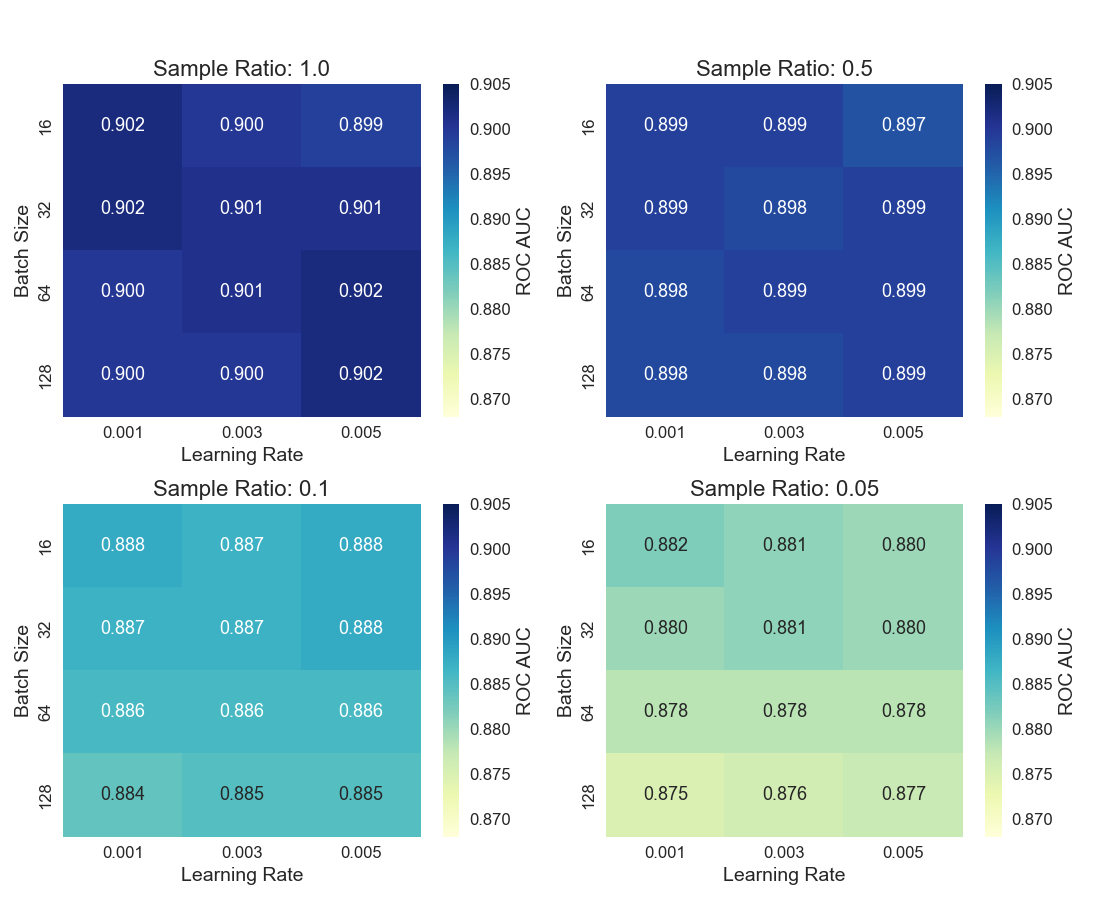 Sample Ratio: 1.0
16 0.902 0.900 0.899
32 0.902 0.901 0.901
64 0.900 0.901 0.902
128 0.900 0.900 0.902
0.001 0.003 0.005
Learning Rate
Batch Size
0.905
0.900
0.895
0.890
0.885
0.880
0.875
0.870
ROC AUC
Sample Ratio: 0.5
16 0.899 0.899 0.897
32 0.899 0.898 0.899
64 0.898 0.899 0.899
128 0.898 0.898 0.899
0.001 0.003 0.005
Learning Rate
Batch Size
0.905
0.900
0.895
0.890
0.885
0.880
0.875
0.870
ROC AUC
Sample Ratio: 0.1
16 0.888 0.887 0.888
32 0.887 0.887 0.888
64 0.886 0.886 0.886
128 0.884 0.885 0.885
0.001 0.003 0.005
Learning Rate
Batch Size
0.905
0.900
0.895
0.890
0.885
0.880
0.875
0.870
ROC AUC
Sample Ratio: 0.05
16 0.882 0.881 0.880
32 0.880 0.881 0.880
64 0.878 0.878 0.878
128 0.875 0.876 0.877
0.001 0.003 0.005
Learning Rate
Batch Size
0.905
0.900
0.895
0.890
0.885
0.880
0.875
0.870
ROC AUC